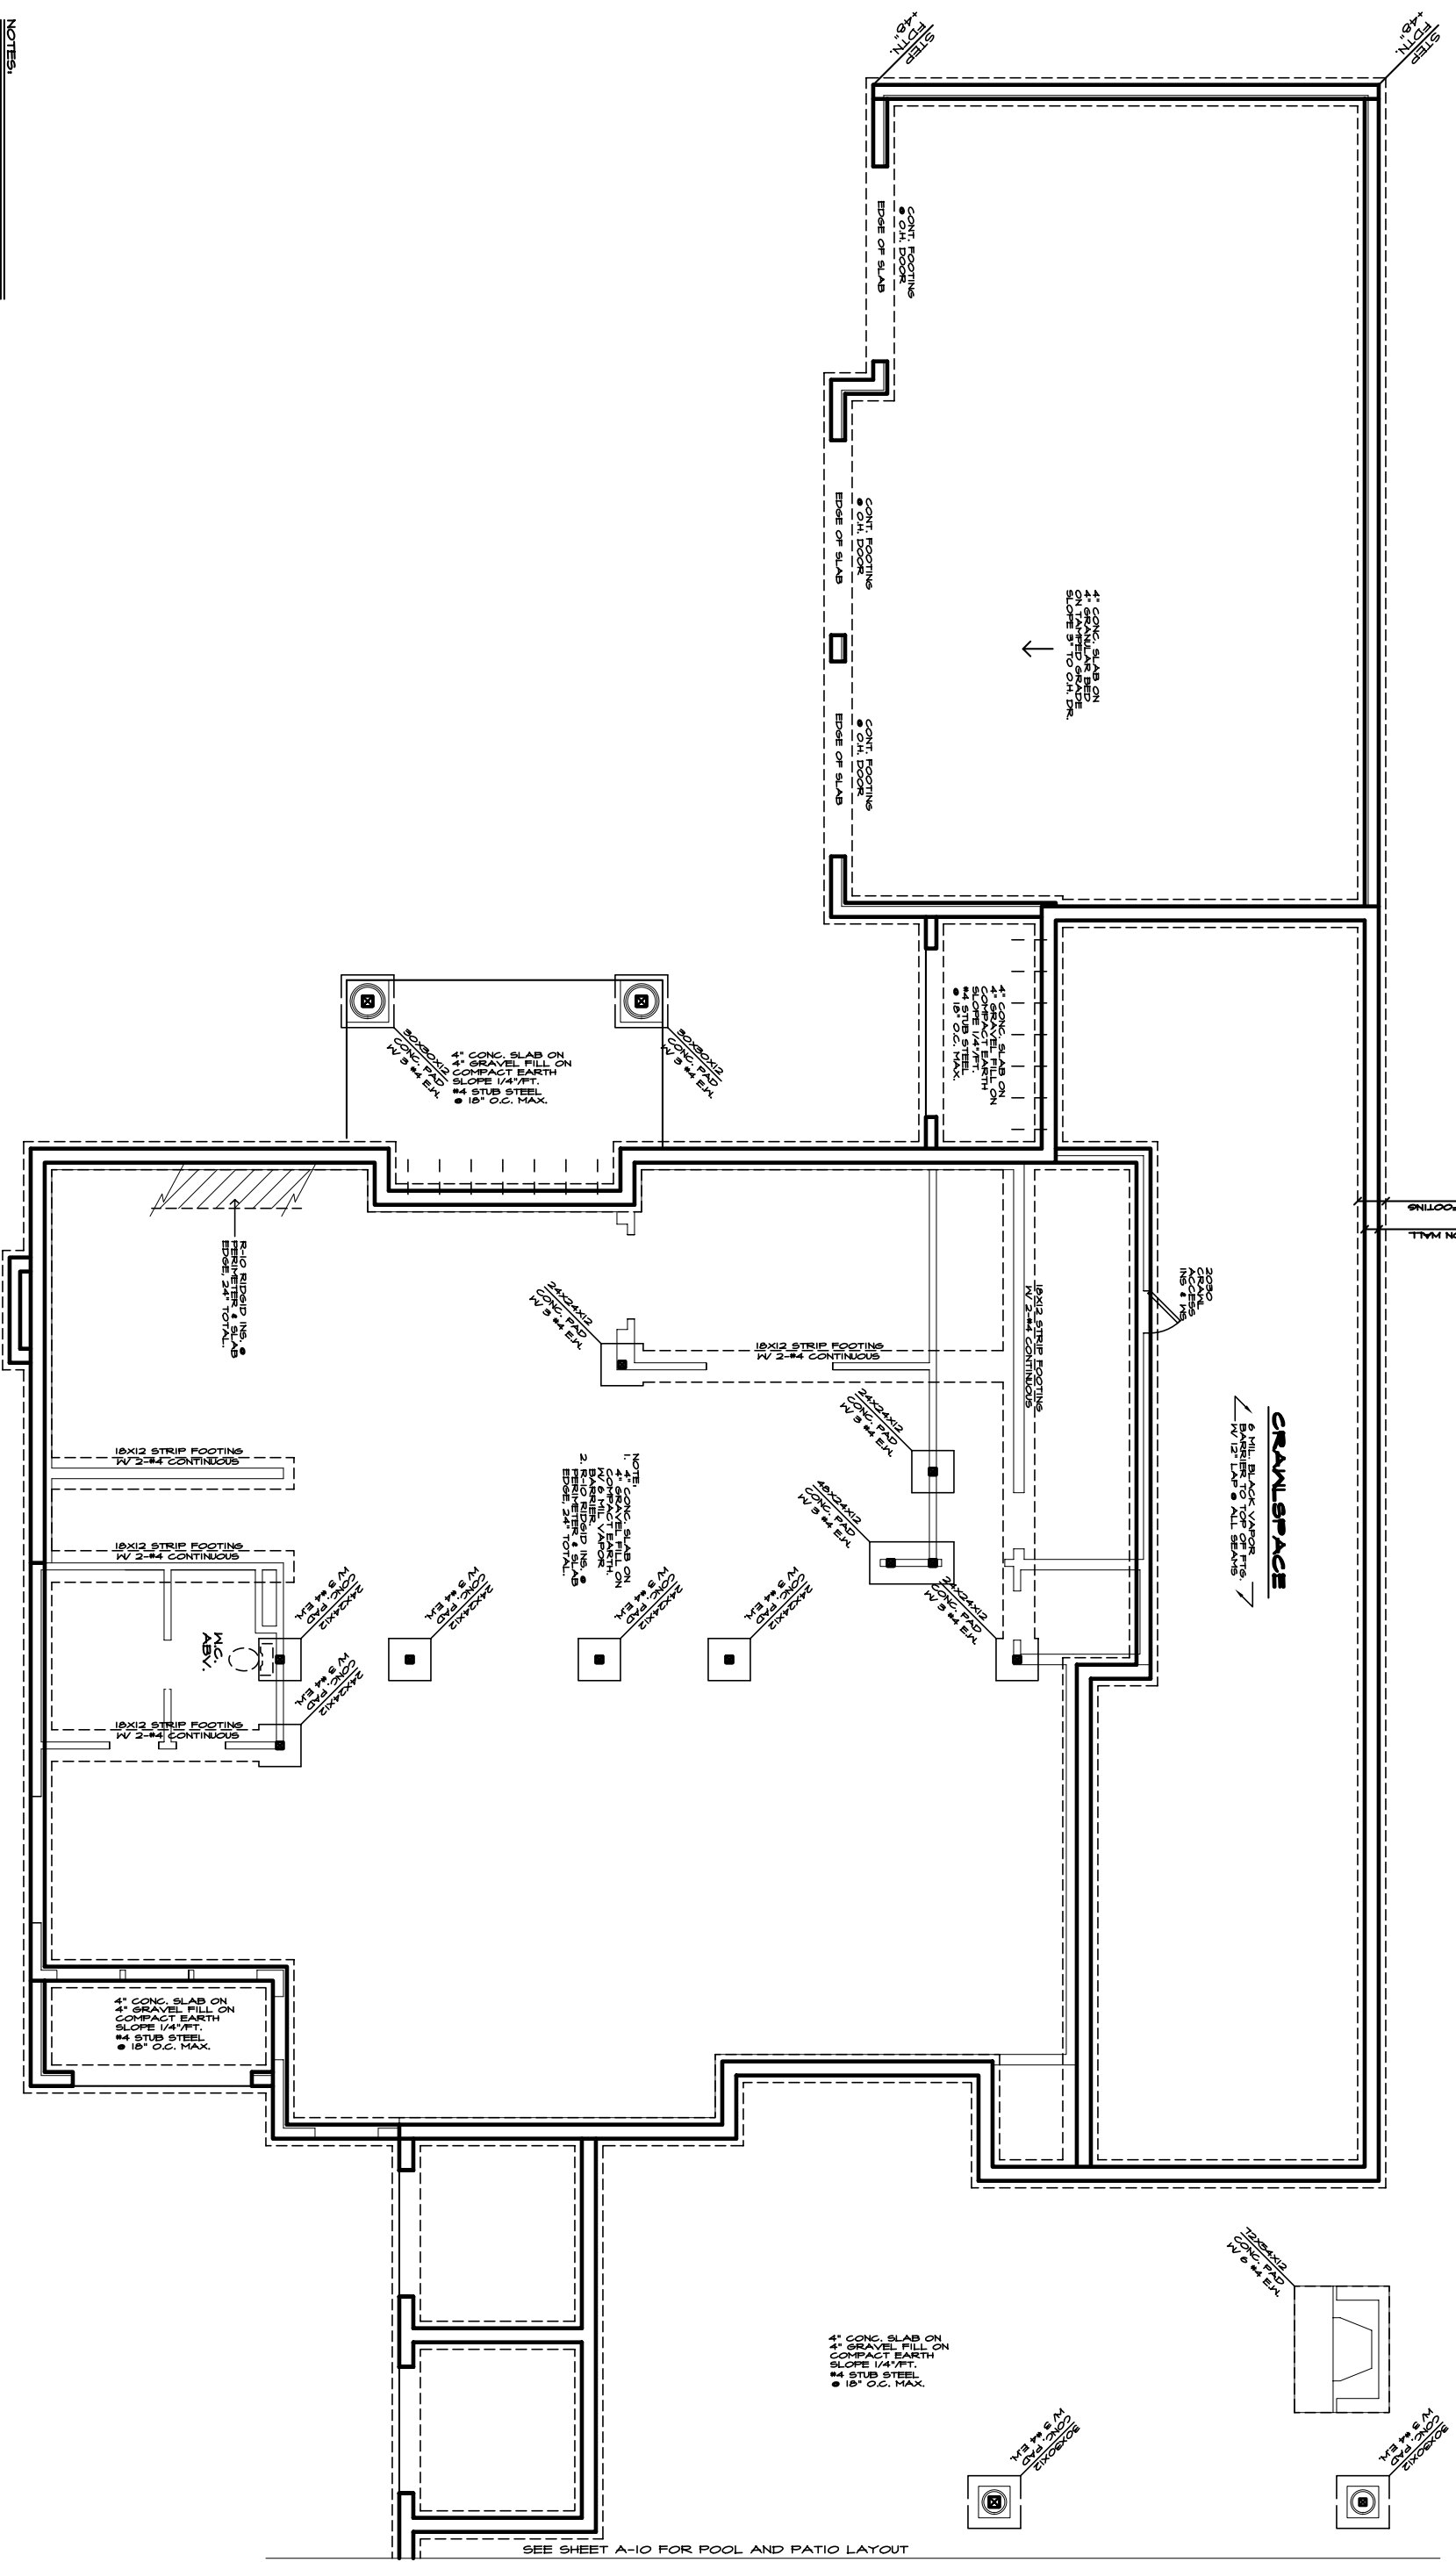 NOTES:
STEP
FDTN.
+48"
STEP
FDTN.
+48"
CONT. FOOTING
@ O.H. DOOR
EDGE OF SLAB
CONT. FOOTING
@ O.H. DOOR
EDGE OF SLAB
4" CONC. SLAB ON
4" GRANULAR BED
ON TAMPED GRADE
SLOPE 3" TO O.H. DR.
CONT. FOOTING
@ O.H. DOOR
EDGE OF SLAB
4" CONC. SLAB ON
4" GRAVEL FILL ON
COMPACT EARTH
SLOPE 1/4"/FT.
#4 STUB STEEL
@ 18" O.C. MAX.
30X30X12
CONC. PAD
W/ 3 #4 E.W.
4" CONC. SLAB ON
4" GRAVEL FILL ON
COMPACT EARTH
SLOPE 1/4"/FT.
#4 STUB STEEL
@ 18" O.C. MAX.
30X30X12
CONC. PAD
W/ 3 #4 E.W.
FOOTING
ON WALL
R-10 RIDGID INS. @
PERIMETER & SLAB
EDGE, 24" TOTAL.
24X24X12
CONC. PAD
W/ 3 #4 E.W.
18X12 STRIP FOOTING
W/ 2-#4 CONTINUOUS
18X12 STRIP FOOTING
W/ 2-#4 CONTINUOUS
2030
CRAWL
ACCESS
INS & WS
CRAWLSPACE
6 MIL. BLACK VAPOR
BARRIER TO TOP OF FTG.
W/ 12" LAP @ ALL SEAMS
24X24X12
CONC. PAD
W/ 3 #4 E.W.
18X12 STRIP FOOTING
W/ 2-#4 CONTINUOUS
NOTE:
1. 4" CONC. SLAB ON
4" GRAVEL FILL ON
COMPACT EARTH.
W/ 6 MIL VAPOR
BARRIER.
2. R-10 RIDGID INS. @
PERIMETER & SLAB
EDGE, 24" TOTAL.
48X24X12
CONC. PAD
W/ 3 #4 E.W.
18X12 STRIP FOOTING
W/ 2-#4 CONTINUOUS
24X24X12
CONC. PAD
W/ 3 #4 E.W.
24X24X12
CONC. PAD
W/ 3 #4 E.W.
24X24X12
CONC. PAD
W/ 3 #4 E.W.
24X24X12
CONC. PAD
W/ 3 #4 E.W.
24X24X12
CONC. PAD
W/ 3 #4 E.W.
W.C.
ABV.
24X24X12
CONC. PAD
W/ 3 #4 E.W.
18X12 STRIP FOOTING
W/ 2-#4 CONTINUOUS
4" CONC. SLAB ON
4" GRAVEL FILL ON
COMPACT EARTH
SLOPE 1/4"/FT.
#4 STUB STEEL
@ 18" O.C. MAX.
72X54X12
CONC. PAD
W/ 6 #4 E.W.
4" CONC. SLAB ON
4" GRAVEL FILL ON
COMPACT EARTH
SLOPE 1/4"/FT.
#4 STUB STEEL
@ 18" O.C. MAX.
30X30X12
CONC. PAD
W/ 3 #4 E.W.
30X30X12
CONC. PAD
W/ 3 #4 E.W.
SEE SHEET A-10 FOR POOL AND PATIO LAYOUT